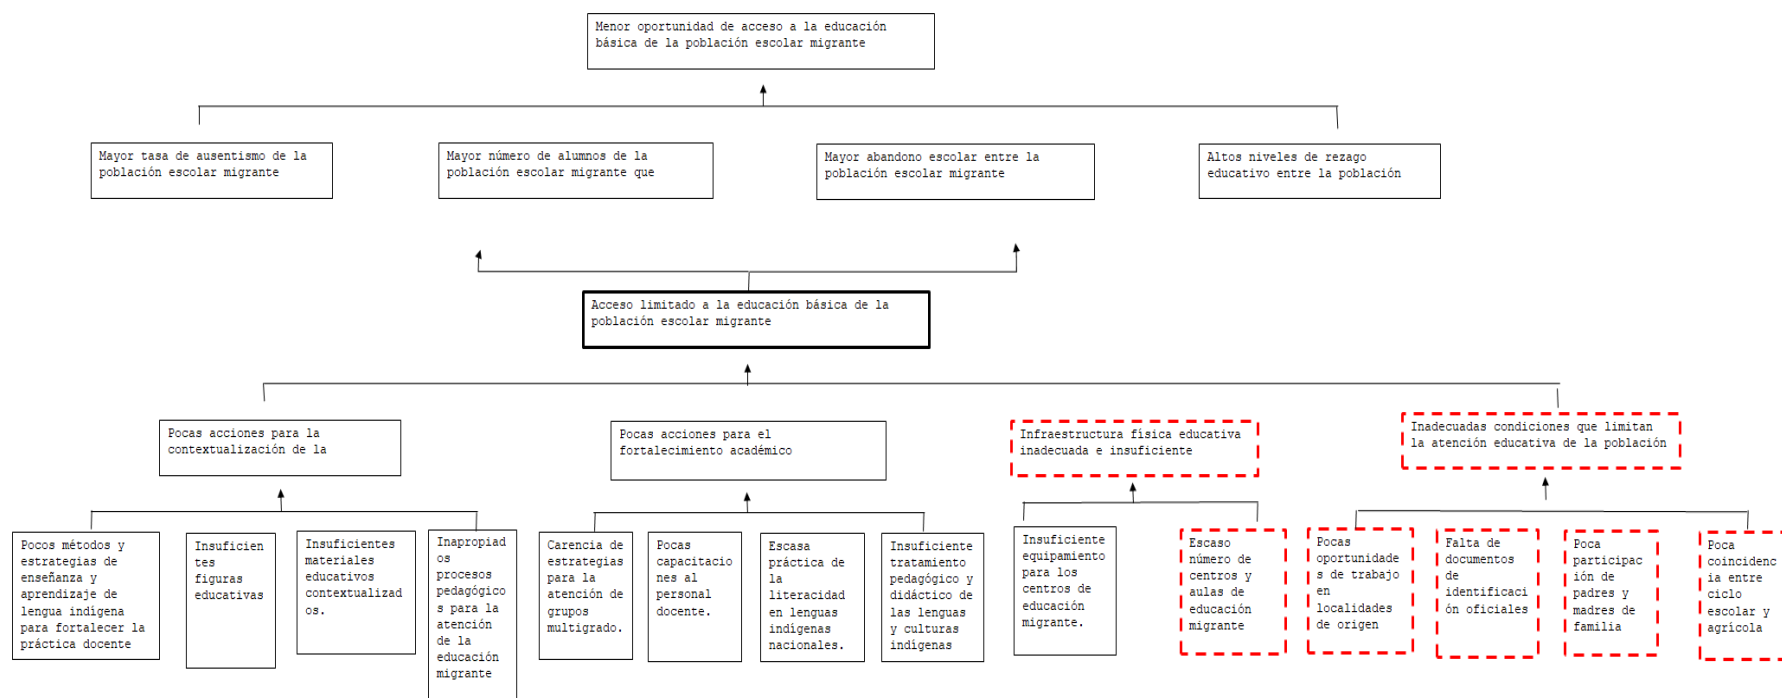 Menor oportunidad de acceso a la educación
básica de la población escolar migrante
Mayor tasa de ausentismo de la
población escolar migrante
Mayor número de alumnos de la
población escolar migrante que
Mayor abandono escolar entre la
población escolar migrante
Altos niveles de rezago
educativo entre la población
Acceso limitado a la educación básica de la
población escolar migrante
Pocas acciones para la
contextualización de la
Pocas acciones para el
fortalecimiento académico
Infraestructura física educativa
inadecuada e insuficiente
Inadecuadas condiciones que limitan
la atención educativa de la población
Pocos métodos y
estrategias de
enseñanza y
aprendizaje de
lengua indígena
para fortalecer la
práctica docente
Insuficien
tes
figuras
educativas
Insuficientes
materiales
educativos
contextualizad
os.
Inapropiad
os
procesos
pedagógico
s para la
atención
de la
educación
migrante
Carencia de
estrategias
para la
atención de
grupos
multigrado.
Pocas
capacitacio
nes al
personal
docente.
Escasa
práctica de
la
literacidad
en lenguas
indígenas
nacionales.
Insuficiente
tratamiento
pedagógico y
didáctico de
las lenguas
y culturas
indígenas
Insuficiente
equipamiento
para los
centros de
educación
migrante.
Escaso
número de
centros y
aulas de
educación
migrante
Pocas
oportunidade
s de trabajo
en
localidades
de origen
Falta de
documentos
de
identificaci
ón oficiales
Poca
participac
ión de
padres y
madres de
familia
Poca
coincidenc
ia entre
ciclo
escolar y
agrícola